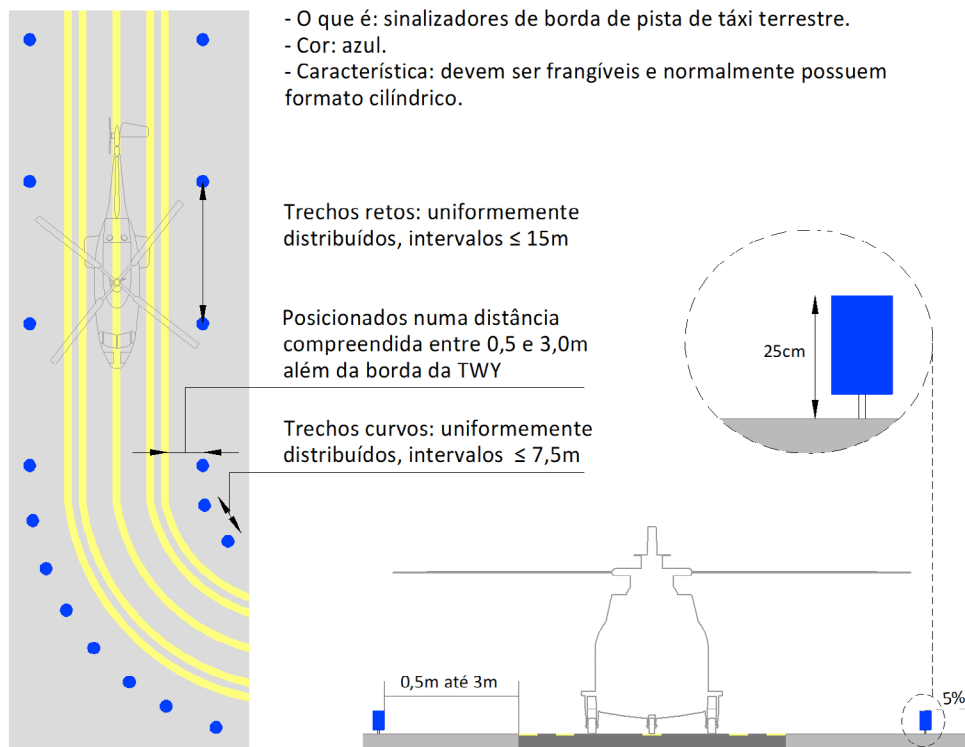 - O que é: sinalizadores de borda de pista de táxi terrestre.
- Cor: azul.
- Característica: devem ser frangíveis e normalmente possuem
formato cilíndrico.
Trechos retos: uniformemente
distribuídos, intervalos ≤ 15m
Posicionados numa distância
compreendida entre 0,5 e 3,0m
além da borda da TWY
25cm
Trechos curvos: uniformemente
distribuídos, intervalos ≤ 7,5m
0,5m até 3m
5%